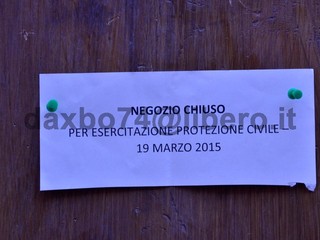 NEGOZIO CHIUSO
daxbo74@libero.it
PER ESERCITAZIONE PROTEZIONE CIVILE
19 MARZO 2015